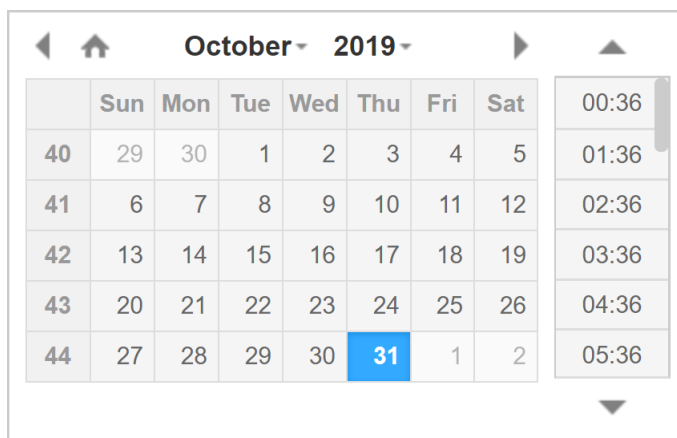 October 2019
Sun Mon Tue Wed Thu Fri Sat
40 29 30 1 2 3 4 5
41 6 7 8 9 10 11 12
42 13 14 15 16 17 18 19
43 20 21 22 23 24 25 26
44 27 28 29 30 31 1 2
00:36
01:36
02:36
03:36
04:36
05:36